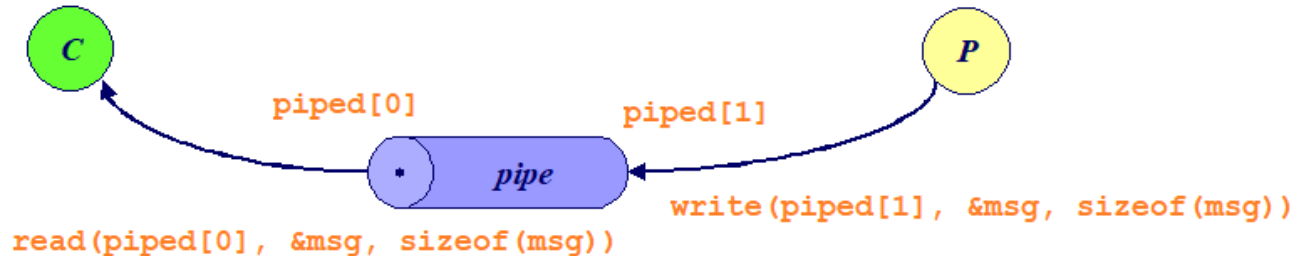 C
P
piped[0]
piped[1]
pipe
write(piped[1], &msg, sizeof(msg))
read(piped[0], &msg, sizeof(msg))